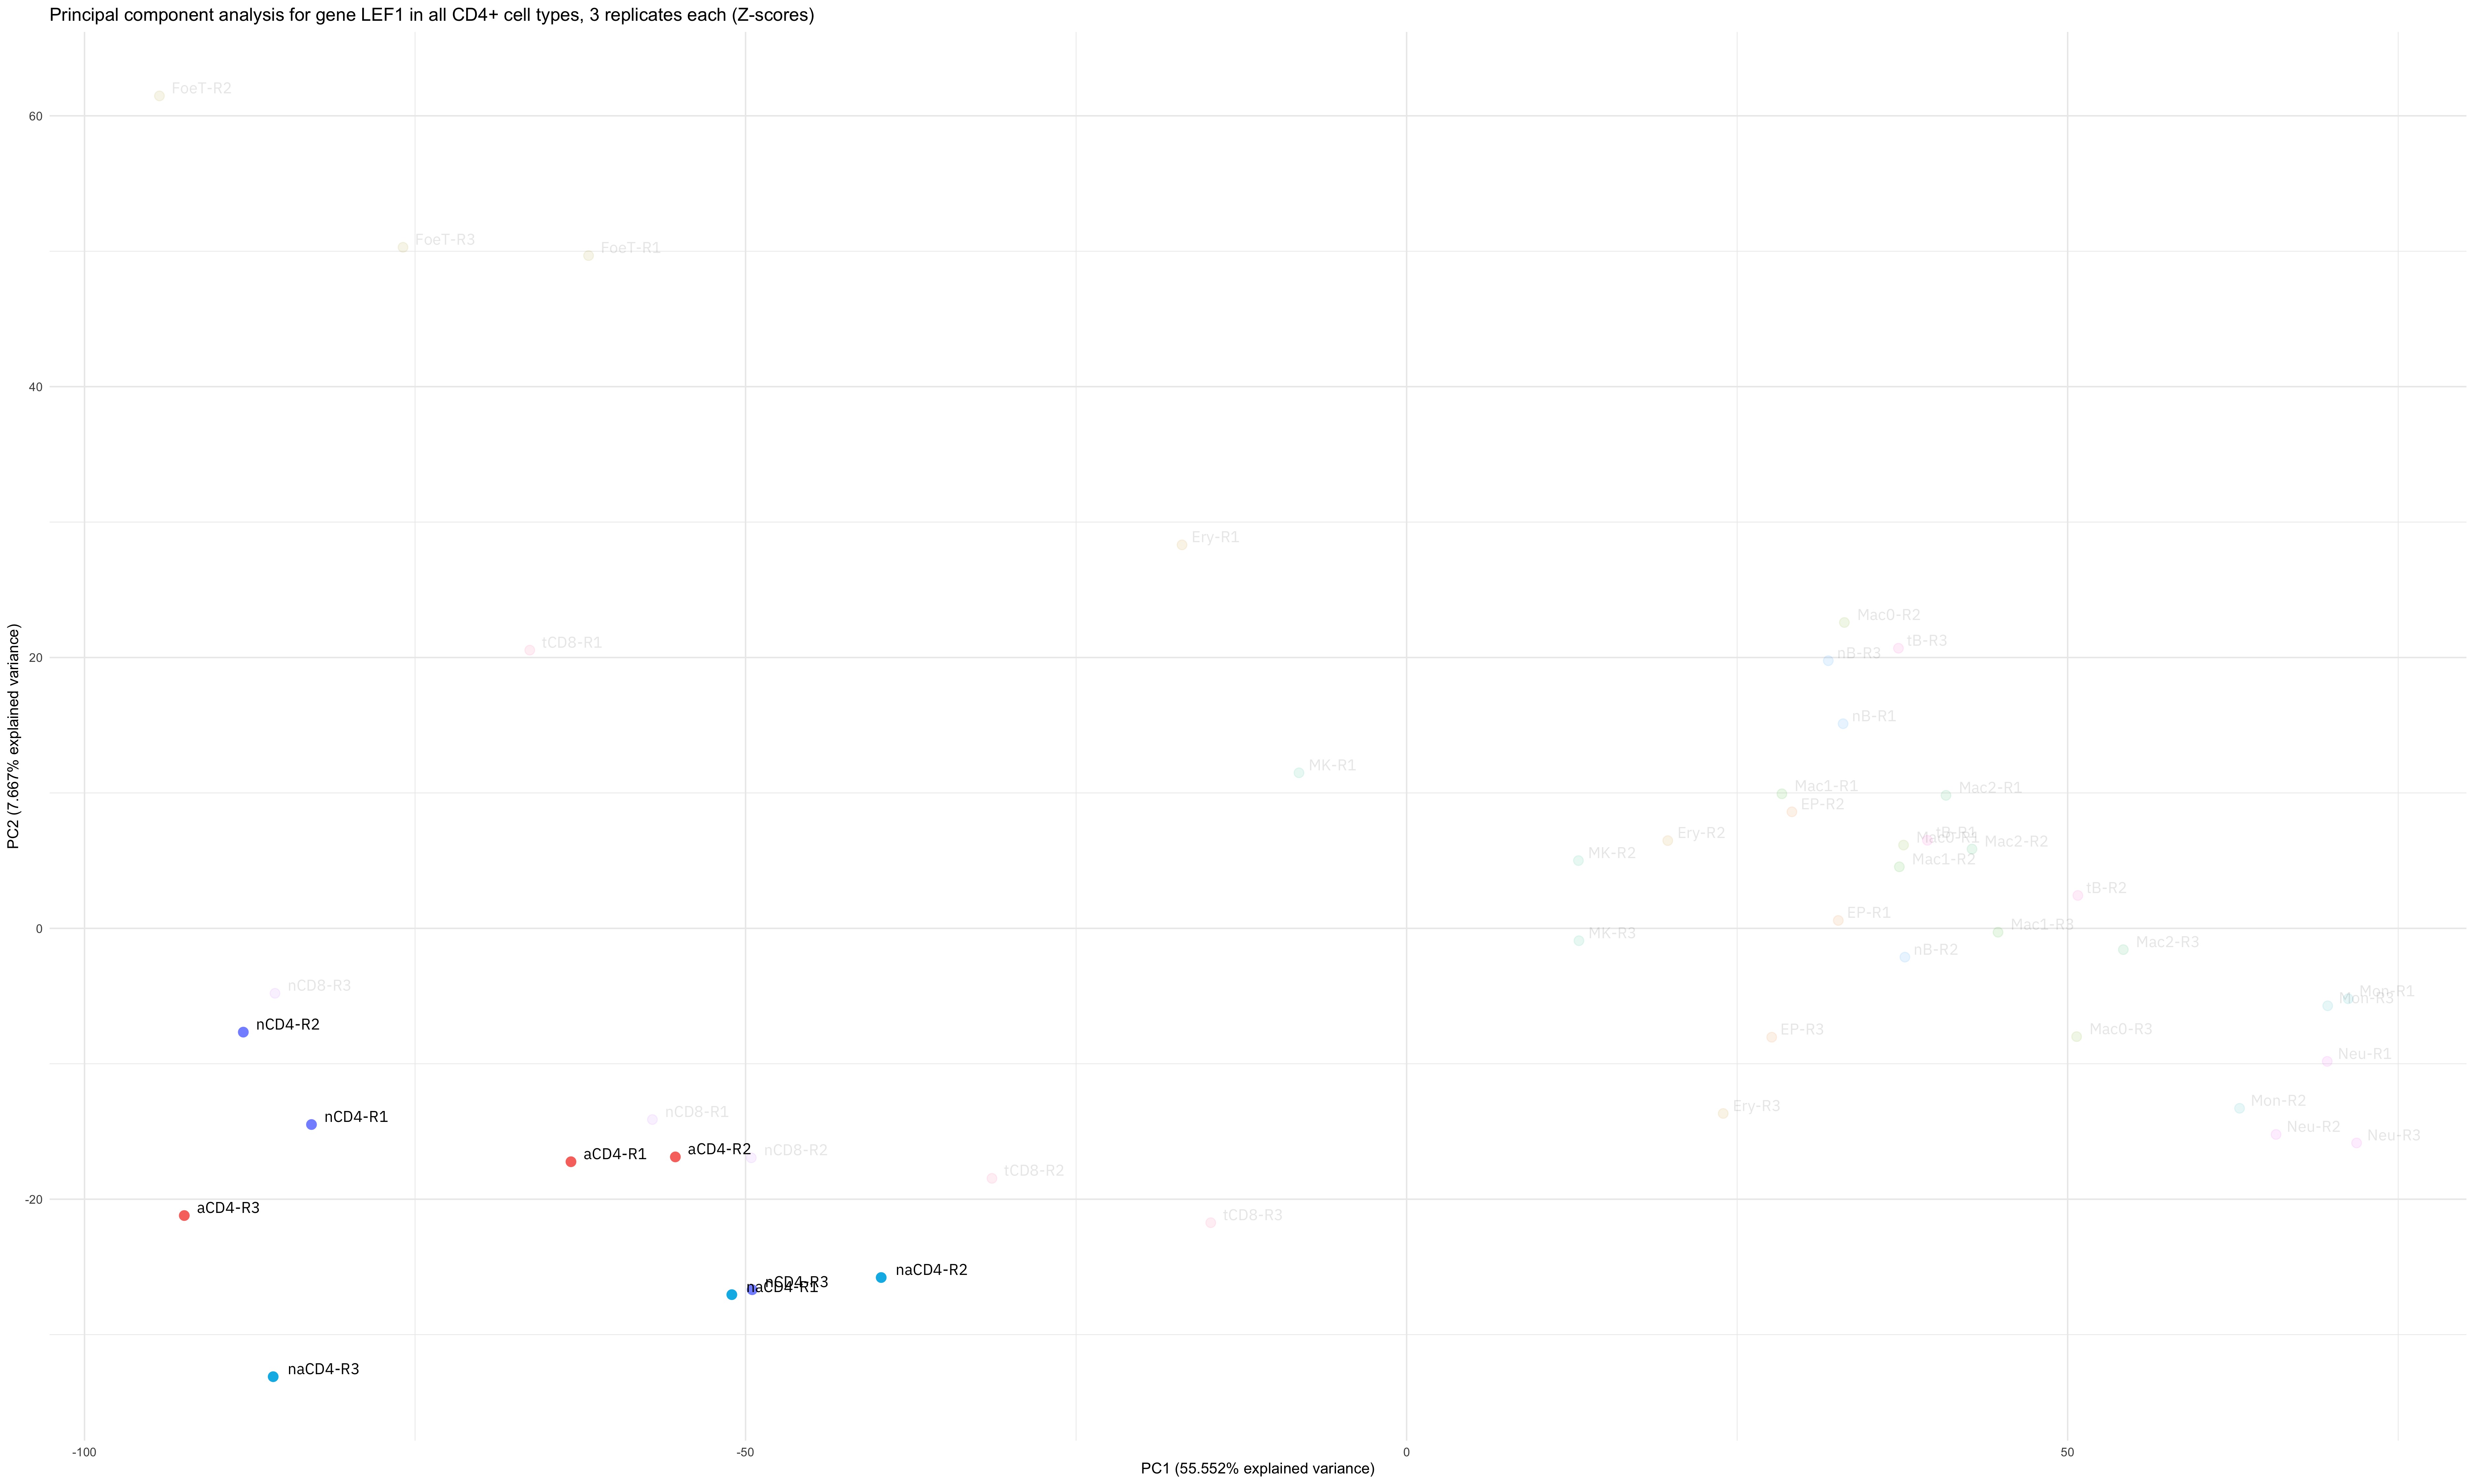 Principal component analysis for gene LEF1 in all CD4+ cell types, 3 replicates each (Z-scores)
FoeT-R2
60
FoeT-R3
FoeT-R1
40
Ery-R1
Mac0-R2
tCD8-R1
tB-R3
nB-R3
20
nB-R1
PC2 (7.667% explained variance)
MK-R1
Mac1-R1
Mac2-R1
EP-R2
Ery-R2
tB-R1
Mac0-R1
Mac2-R2
MK-R2
Mac1-R2
tB-R2
EP-R1
Mac1-R3
0
MK-R3
Mac2-R3
nB-R2
nCD8-R3
Mon-R1
Mon-R3
nCD4-R2
EP-R3
Mac0-R3
Neu-R1
Mon-R2
Ery-R3
nCD8-R1
nCD4-R1
Neu-R2
Neu-R3
aCD4-R2
nCD8-R2
aCD4-R1
tCD8-R2
-20
aCD4-R3
tCD8-R3
naCD4-R2
nCD4-R3
naCD4-R1
naCD4-R3
-100
-50
0
50
PC1 (55.552% explained variance)